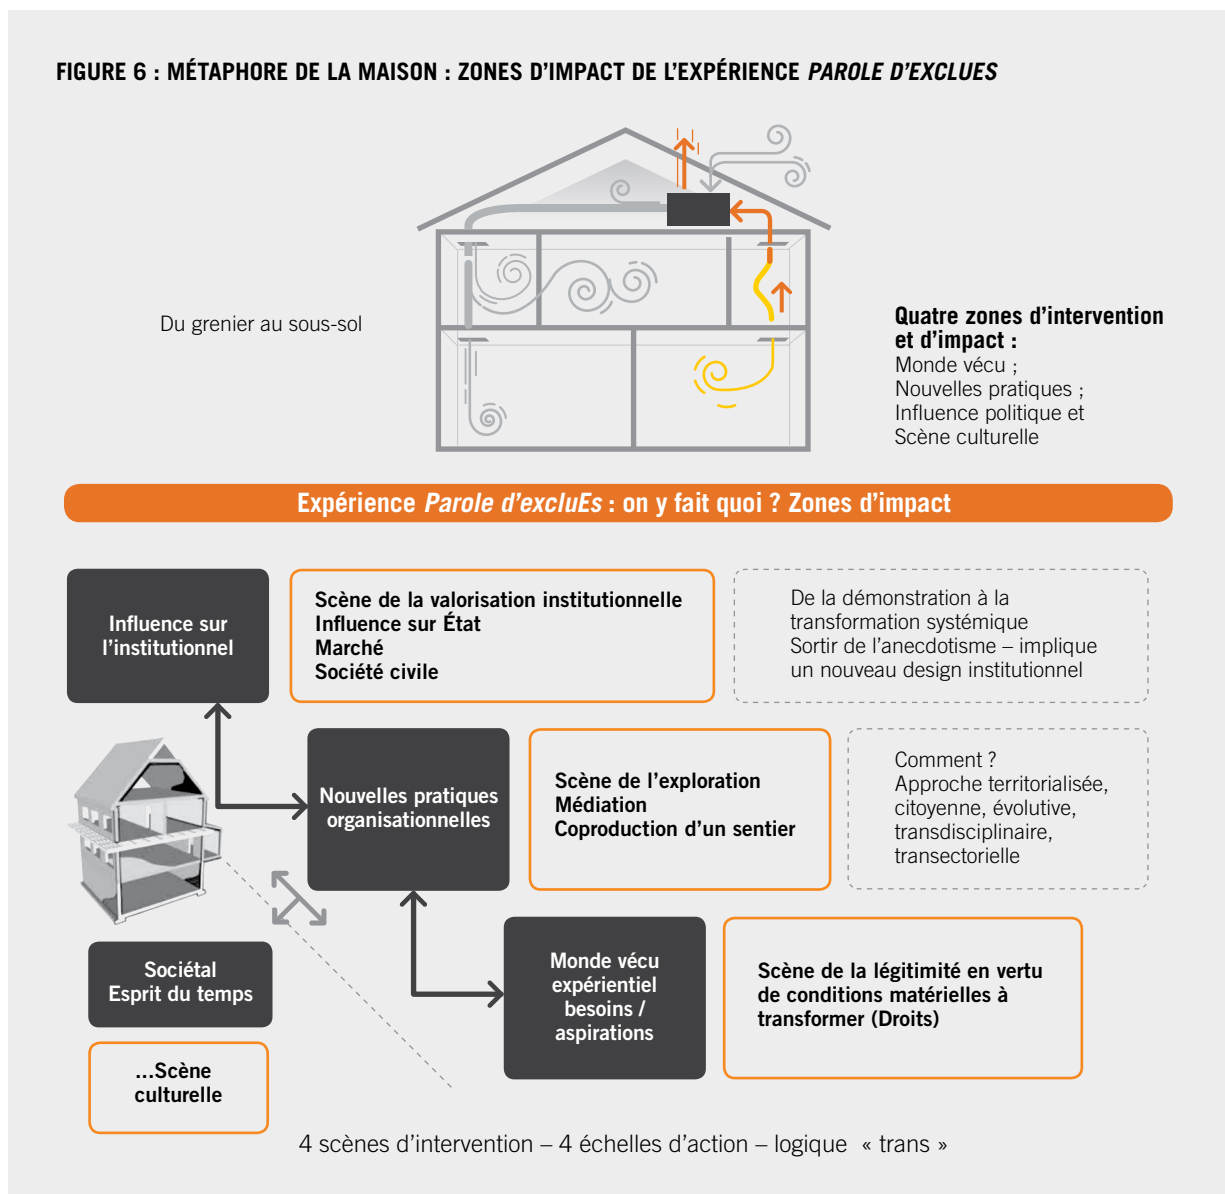 FIGURE 6 : MÉTAPHORE DE LA MAISON : ZONES D’IMPACT DE L’EXPÉRIENCE PAROLE D’EXCLUES
Du grenier au sous-sol
Quatre zones d’intervention
et d’impact :
Monde vécu ;
Nouvelles pratiques ;
Influence politique et
Scène culturelle
Expérience Parole d’excluEs : on y fait quoi ? Zones d’impact
Influence sur
l’institutionnel
Scène de la valorisation institutionnelle
Influence sur État
Marché
Société civile
De la démonstration à la
transformation systémique
Sortir de l’anecdotisme – implique
un nouveau design institutionnel
Nouvelles pratiques
organisationnelles
Scène de l’exploration
Médiation
Coproduction d’un sentier
Comment ?
Approche territorialisée,
citoyenne, évolutive,
transdisciplinaire,
transectorielle
Monde vécu
expérientiel
besoins /
aspirations
Scène de la légitimité en vertu
de conditions matérielles à
transformer (Droits)
Sociétal
Esprit du temps
...Scène
culturelle
4 scènes d’intervention – 4 échelles d’action – logique « trans »